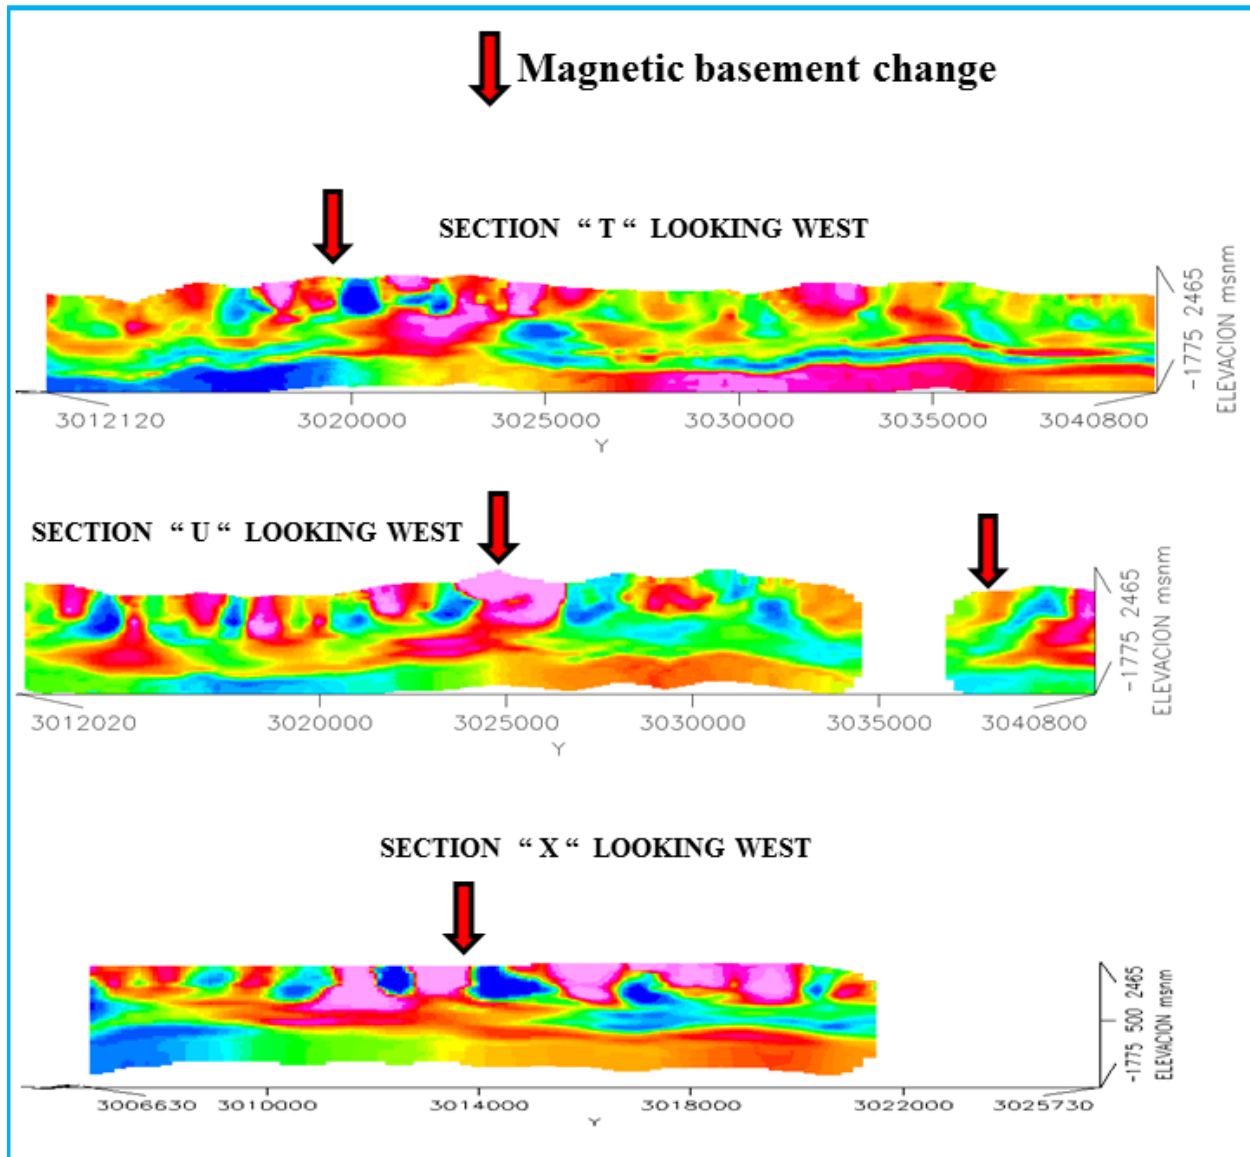 Magnetic basement change
SECTION “ T “ LOOKING WEST
-1775 2465
ELEVACION msnm
3012120 3020000 3025000 3030000 3035000 3040800
Y
SECTION “ U “ LOOKING WEST
-1775 2465
ELEVACION msnm
3012020 3020000 3025000 3030000 3035000 3040800
Y
SECTION “ X “ LOOKING WEST
-1775 500 2465
ELEVACION msnm
3006630 3010000 3014000 3018000 3022000 3025730
Y